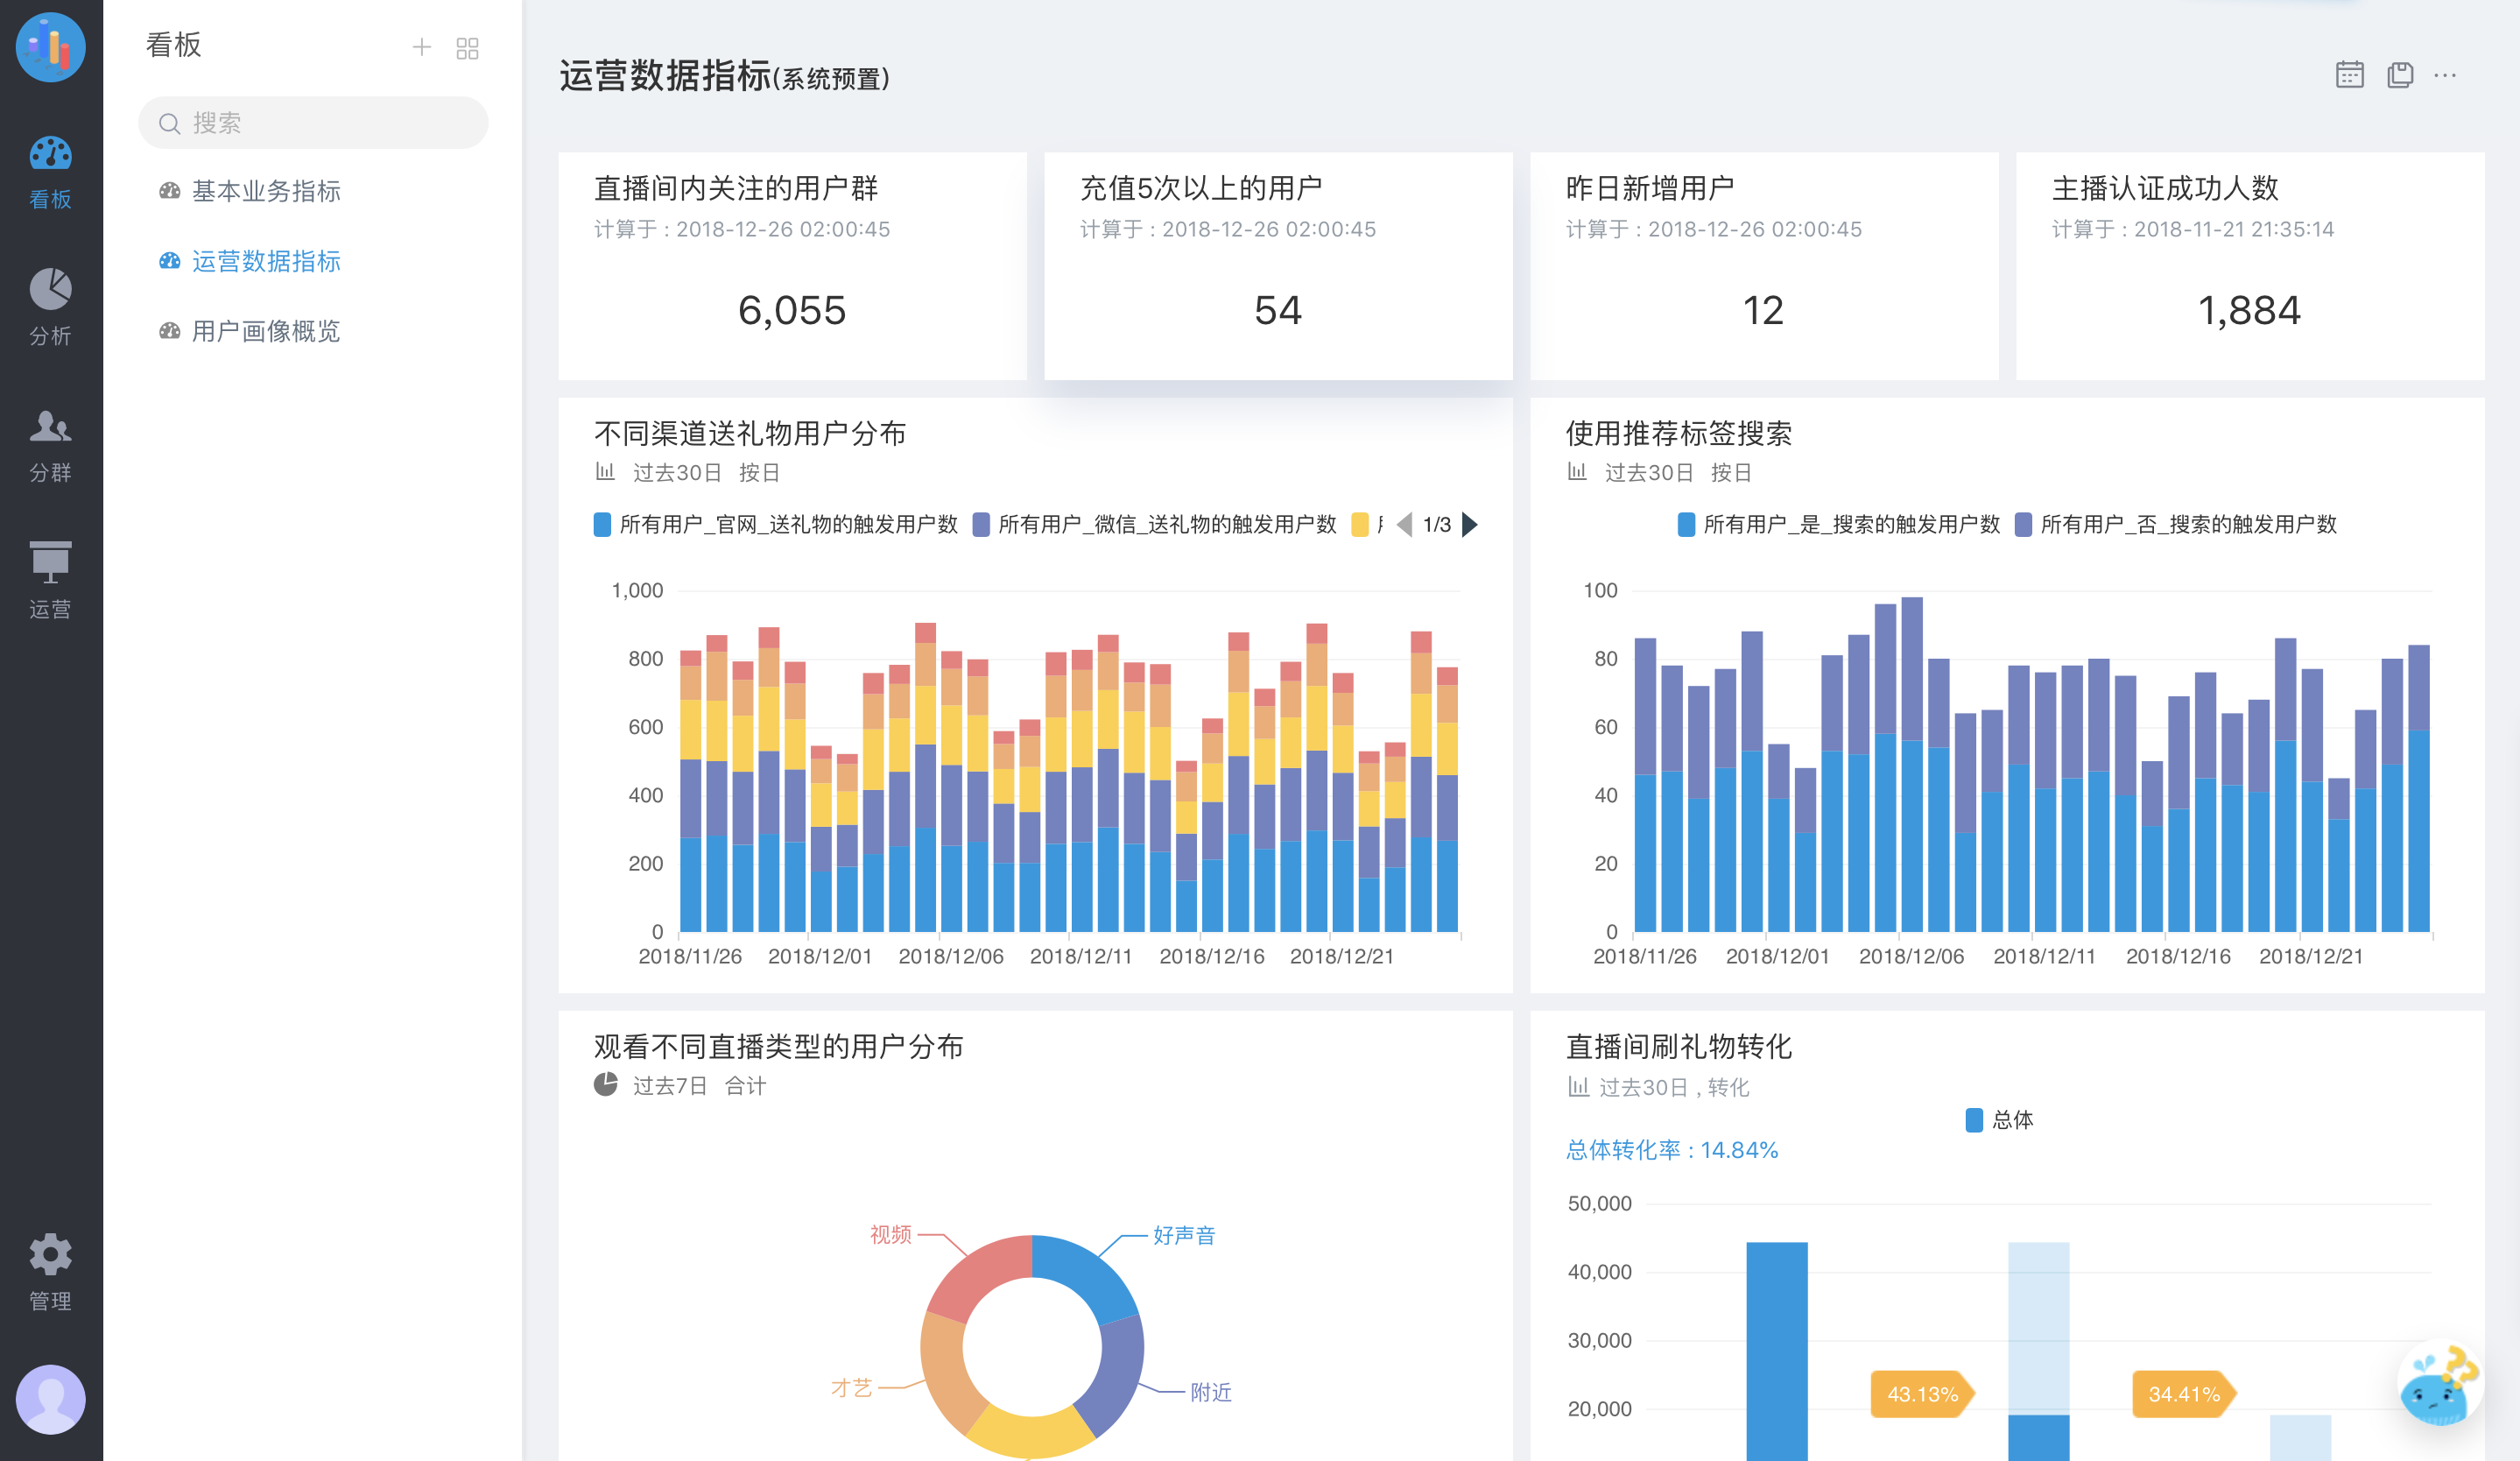 看板
搜索
基本业务指标
运营数据指标
用户画像概览
看板
分析
分群
运营
管理
运营数据指标(系统预置)
直播间内关注的用户群
计算于 : 2018-12-26 02:00:45
6,055
充值5次以上的用户
计算于 : 2018-12-26 02:00:45
54
昨日新增用户
计算于 : 2018-12-26 02:00:45
12
主播认证成功人数
计算于 : 2018-11-21 21:35:14
1,884
不同渠道送礼物用户分布
过去30日 按日
所有用户_官网_送礼物的触发用户数 所有用户_微信_送礼物的触发用户数 1/3
1,000
800
600
400
200
0
2018/11/26 2018/12/01 2018/12/06 2018/12/11 2018/12/16 2018/12/21
使用推荐标签搜索
过去30日 按日
所有用户_是_搜索的触发用户数 所有用户_否_搜索的触发用户数
100
80
60
40
20
0
2018/11/26 2018/12/01 2018/12/06 2018/12/11 2018/12/16 2018/12/21
观看不同直播类型的用户分布
过去7日 合计
视频 好声音
才艺 附近
直播间刷礼物转化
过去30日 , 转化
总体
总体转化率 : 14.84%
50,000
40,000
30,000
20,000
43.13% 34.41%